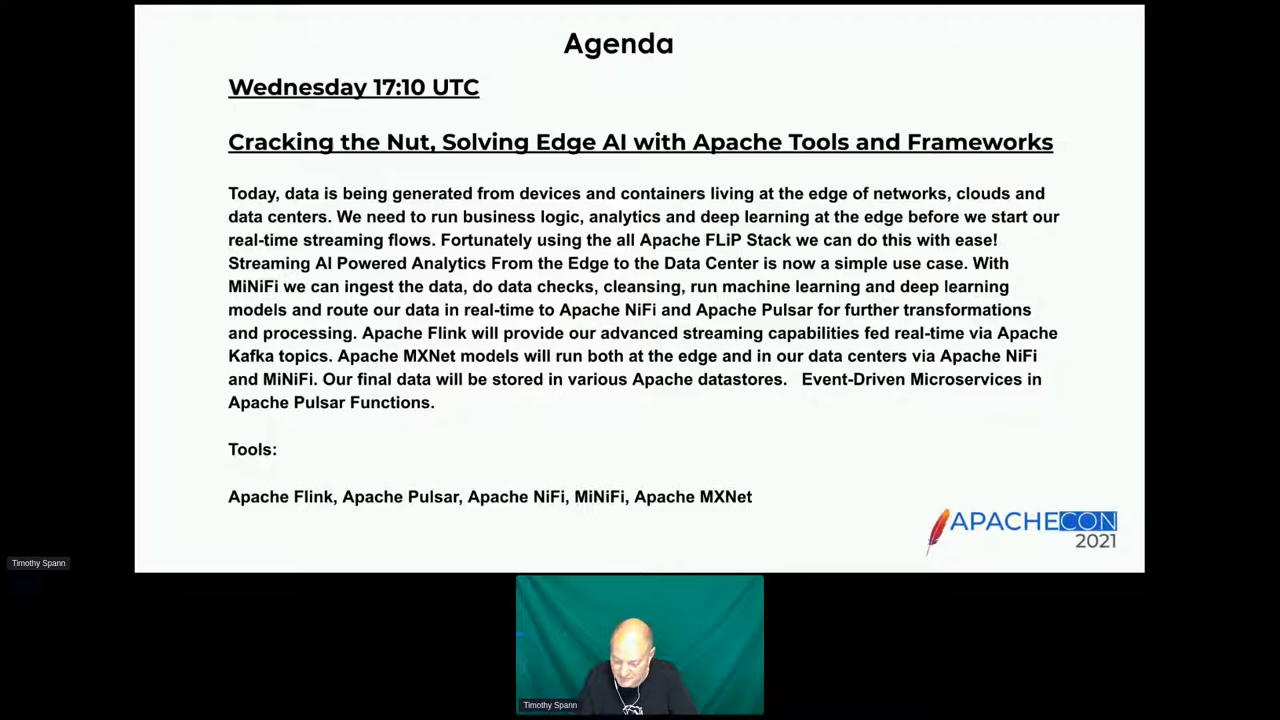 Agenda
Wednesday 17:10 UTC
Cracking the Nut, Solving Edge AI with Apache Tools and Frameworks
Today, data is being generated from devices and containers living at the edge of networks, clouds and
data centers. We need to run business logic, analytics and deep learning at the edge before we start our
real-time streaming flows. Fortunately using the all Apache FLiP Stack we can do this with ease!
Streaming AI Powered Analytics From the Edge to the Data Center is now a simple use case. With
MiNiFi we can ingest the data, do data checks, cleansing, run machine learning and deep learning
models and route our data in real-time to Apache NiFi and Apache Pulsar for further transformations
and processing. Apache Flink will provide our advanced streaming capabilities fed real-time via Apache
Kafka topics. Apache MXNet models will run both at the edge and in our data centers via Apache NiFi
and MiNiFi. Our final data will be stored in various Apache datastores. Event-Driven Microservices in
Apache Pulsar Functions.
Tools:
Apache Flink, Apache Pulsar, Apache NiFi, MiNiFi, Apache MXNet
APACHECON
2021
Timothy Spann
Timothy Spann